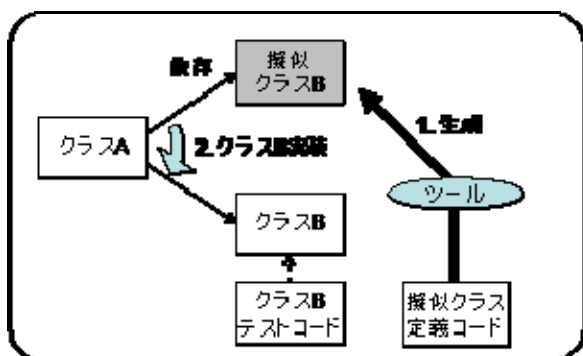 依存
擬似
クラスB
1.生成
クラスA
2.クラスB実装
ツール
クラスB
クラスB
テストコード
擬似クラス
定義コード